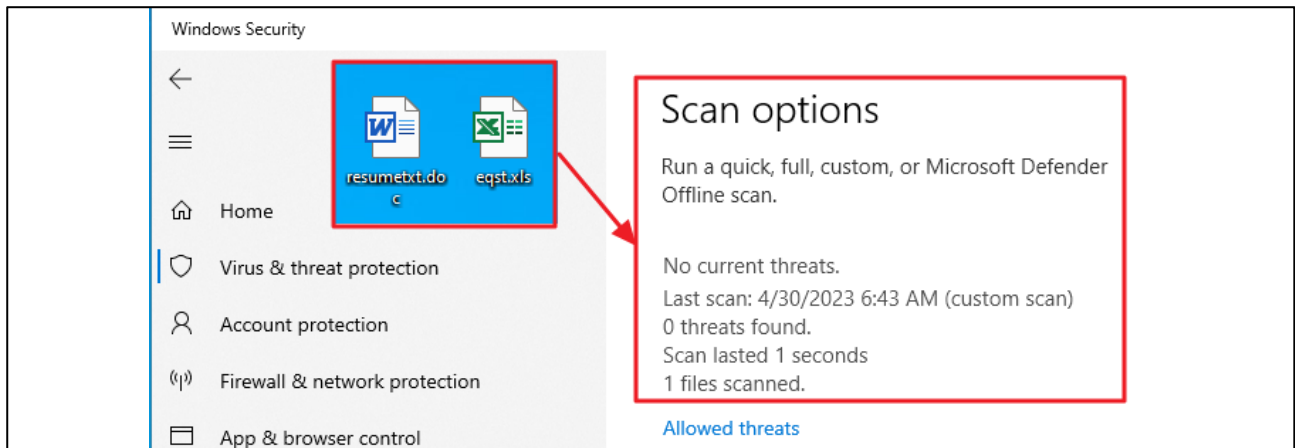 Windows Security
resumetxt.do
c
eqst.xls
Home
Virus & threat protection
Account protection
Firewall & network protection
App & browser control
Scan options
Run a quick, full, custom, or Microsoft Defender
Offline scan.
No current threats.
Last scan: 4/30/2023 6:43 AM (custom scan)
0 threats found.
Scan lasted 1 seconds
1 files scanned.
Allowed threats